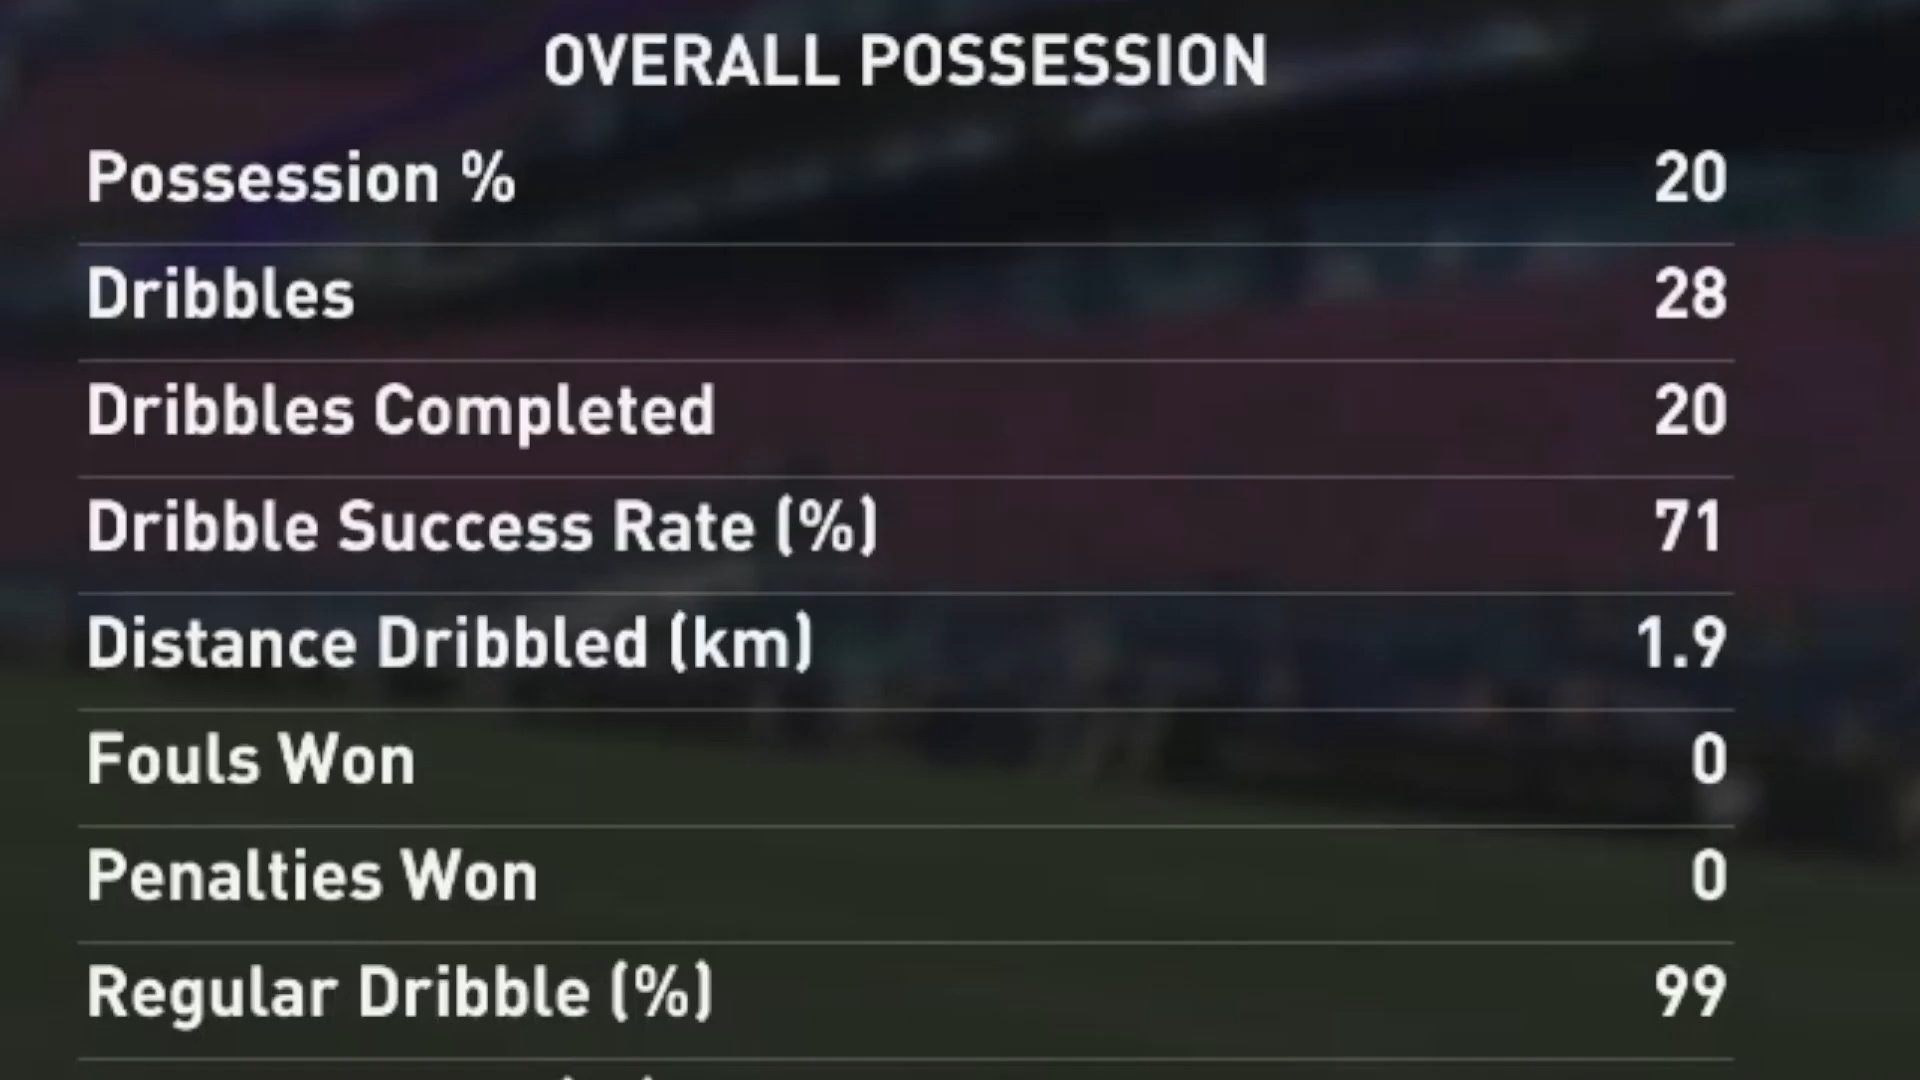 OVERALL POSSESSION
Possession % 20
Dribbles 28
Dribbles Completed 20
Dribble Success Rate (%) 71
Distance Dribbled (km) 1.9
Fouls Won 0
Penalties Won 0
Regular Dribble (%) 99